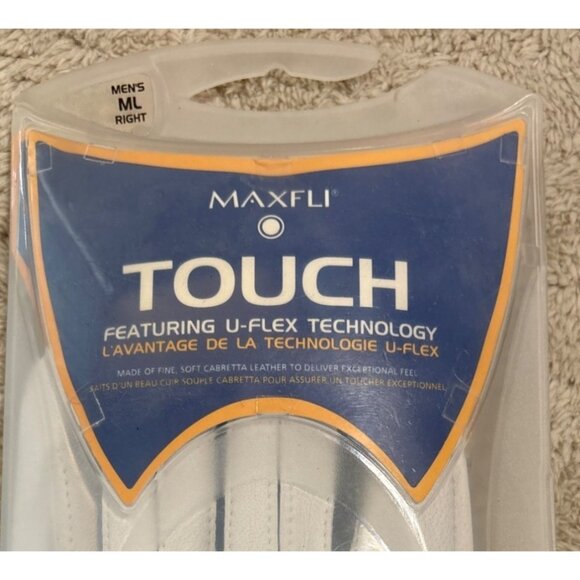 MEN'S
ML
RIGHT
MAXFLI®
TOUCH
FEATURING U-FLEX TECHNOLOGY
L'AVANTAGE DE LA TECHNOLOGIE U-FLEX
MADE OF FINE, SOFT CABRETTA LEATHER TO DELIVER EXCEPTIONAL FEEL
FAITS D'UN BEAU CUIR SOUPLE CABRETTA POUR ASSURER UN TOUCHER EXCEPTIONNEL